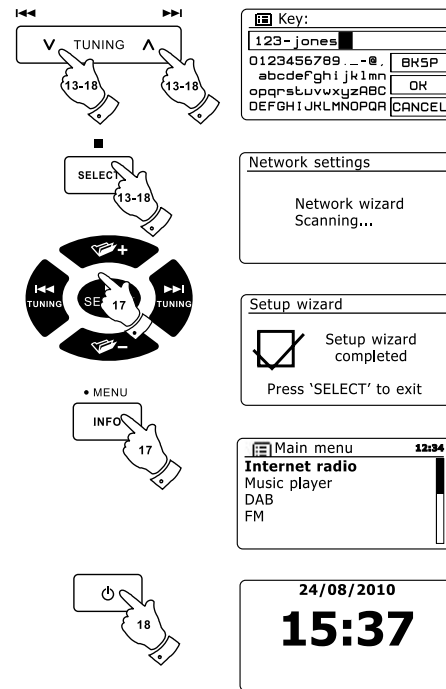 TUNING
13-18
13-18
SELECT
13-18
TUNING
SE
17
TUNING
• MENU
INFO
17
18
Key:
123-jones
0123456789._-@, BKSP
abcdefghijklmn OK
opqrstuvwxyzABC
DEFGHIJKLMNOPQR CANCEL
Network settings
Network wizard
Scanning...
Setup wizard
Setup wizard
completed
Press ‘SELECT’ to exit
Main menu 12:34
Internet radio
Music player
DAB
FM
24/08/2010
15:37